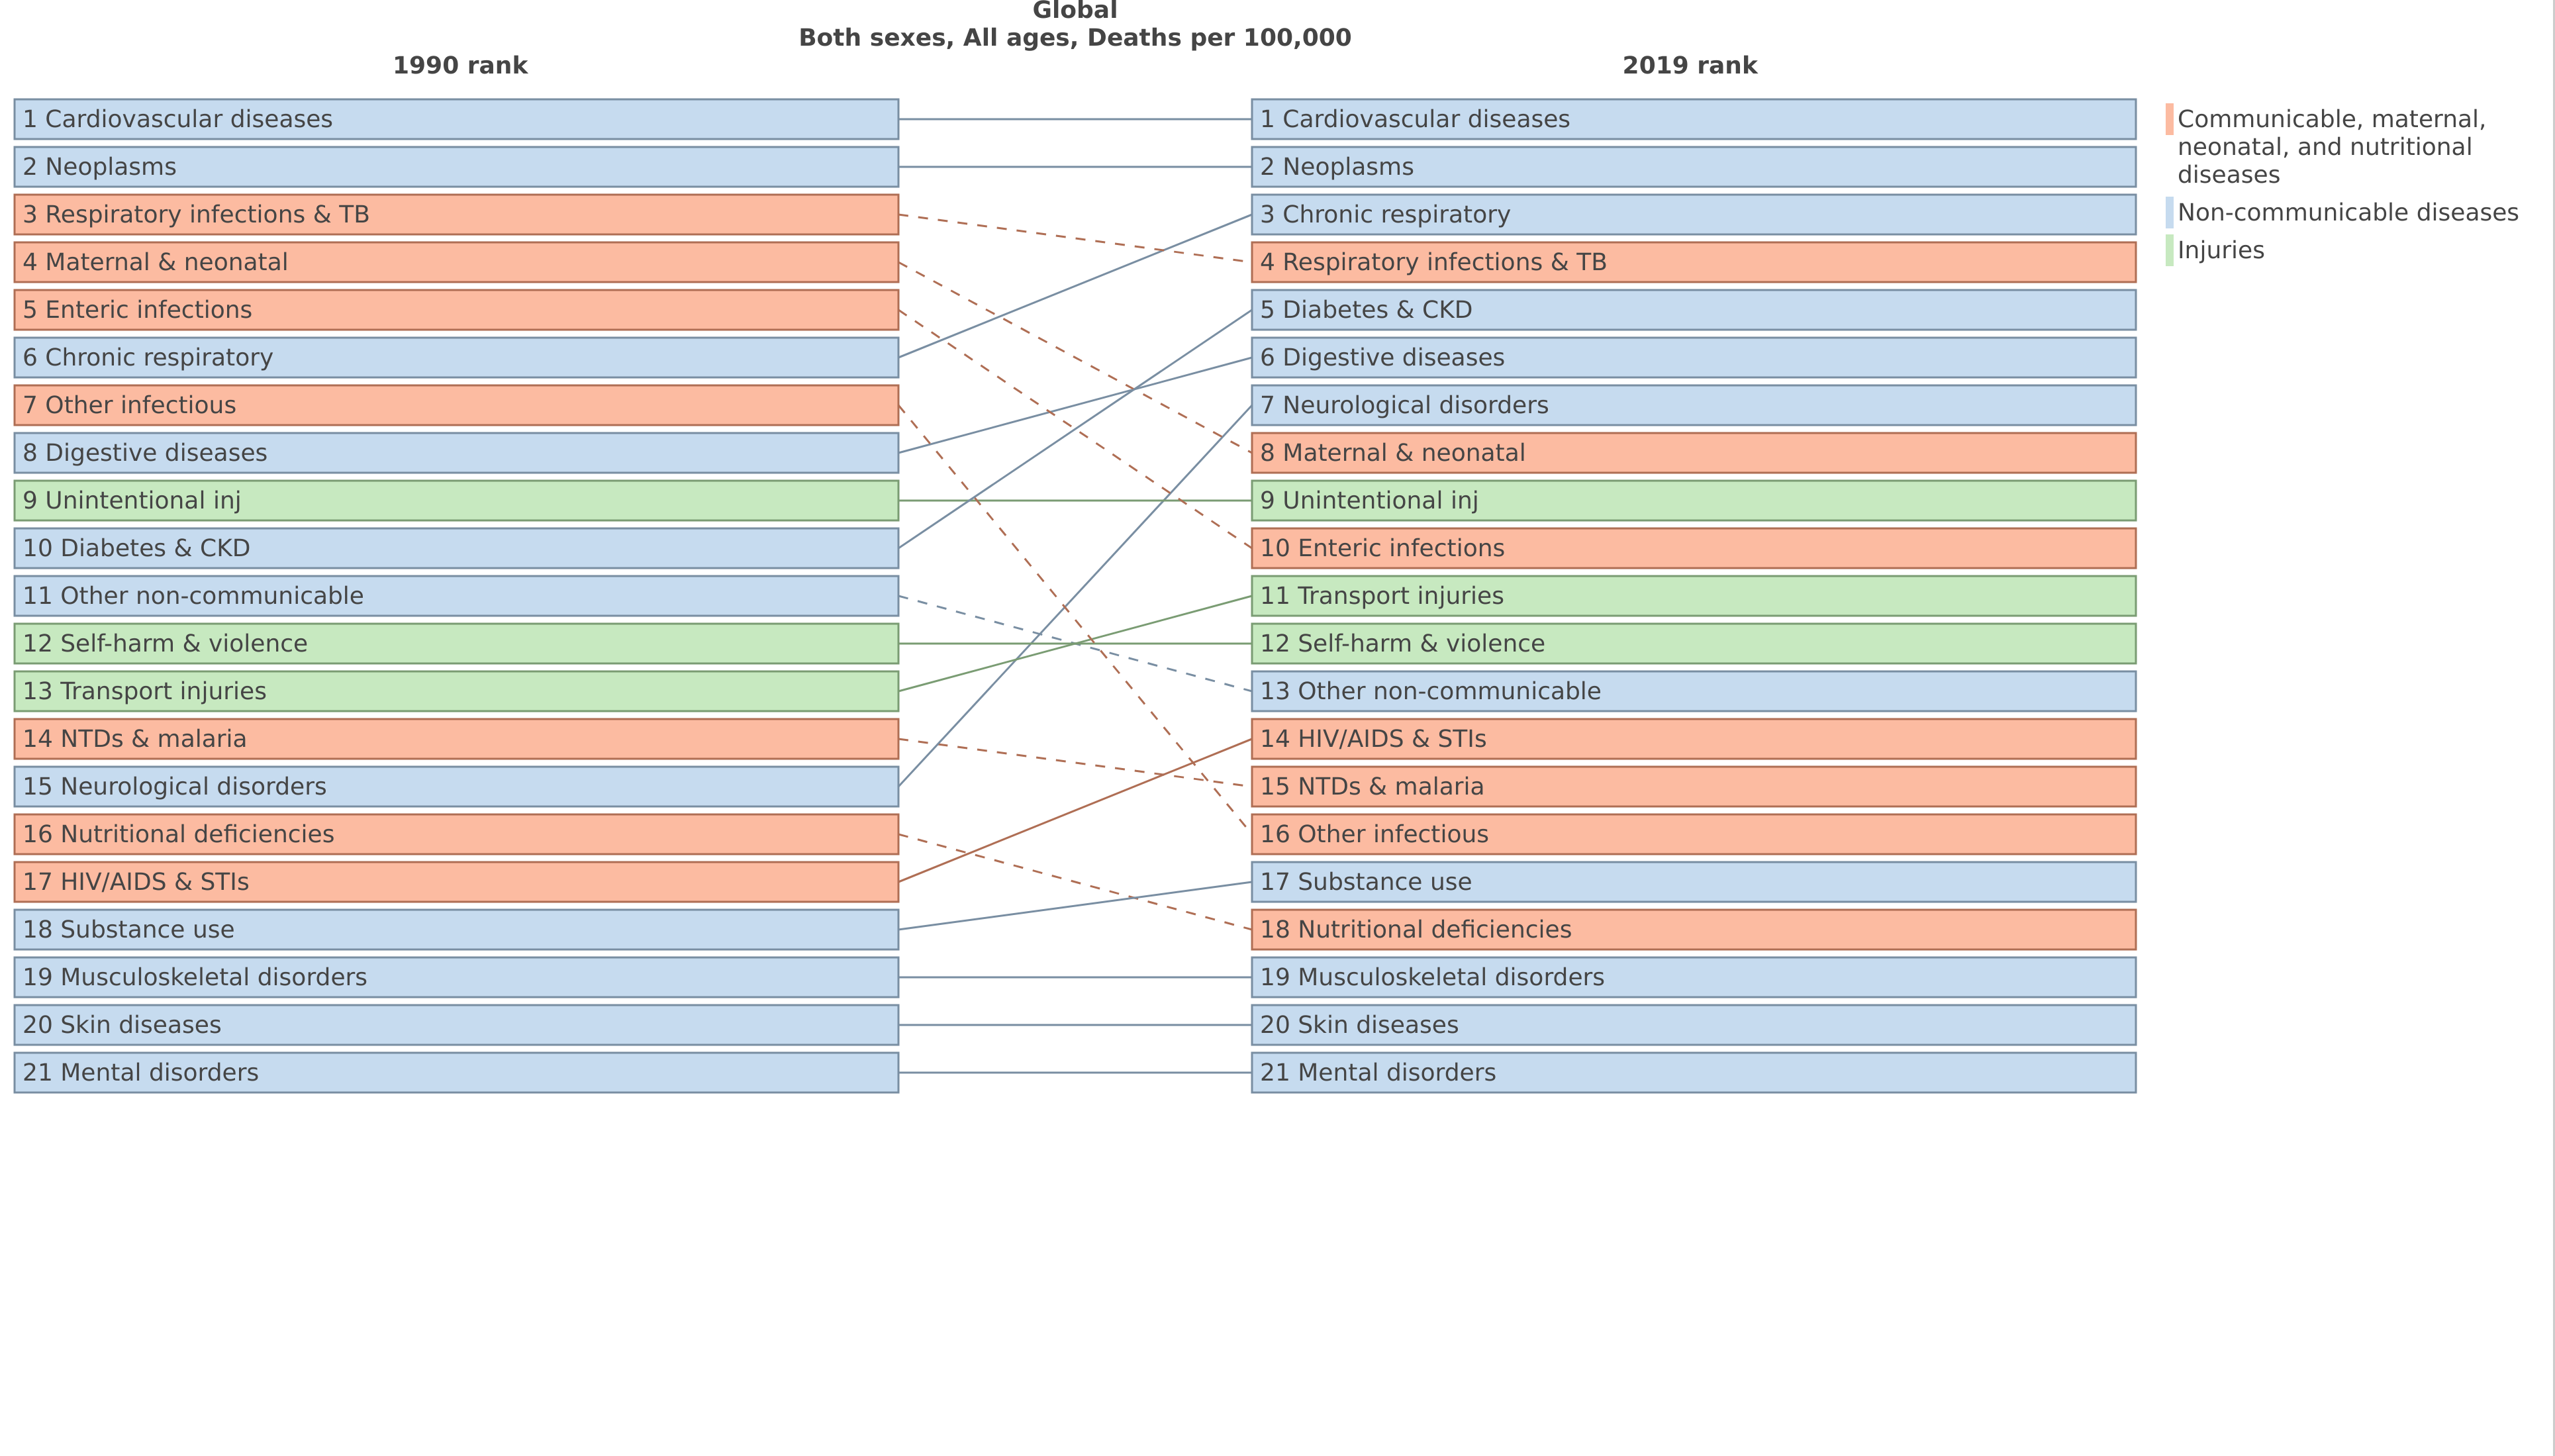 Global
Both sexes, All ages, Deaths per 100,000
1990 rank
2019 rank
1 Cardiovascular diseases
2 Neoplasms
3 Respiratory infections & TB
4 Maternal & neonatal
5 Enteric infections
6 Chronic respiratory
7 Other infectious
8 Digestive diseases
9 Unintentional inj
10 Diabetes & CKD
11 Other non-communicable
12 Self-harm & violence
13 Transport injuries
14 NTDs & malaria
15 Neurological disorders
16 Nutritional deficiencies
17 HIV/AIDS & STIs
18 Substance use
19 Musculoskeletal disorders
20 Skin diseases
21 Mental disorders
1 Cardiovascular diseases
2 Neoplasms
3 Chronic respiratory
4 Respiratory infections & TB
5 Diabetes & CKD
6 Digestive diseases
7 Neurological disorders
8 Maternal & neonatal
9 Unintentional inj
10 Enteric infections
11 Transport injuries
12 Self-harm & violence
13 Other non-communicable
14 HIV/AIDS & STIs
15 NTDs & malaria
16 Other infectious
17 Substance use
18 Nutritional deficiencies
19 Musculoskeletal disorders
20 Skin diseases
21 Mental disorders
Communicable, maternal,
neonatal, and nutritional
diseases
Non-communicable diseases
Injuries